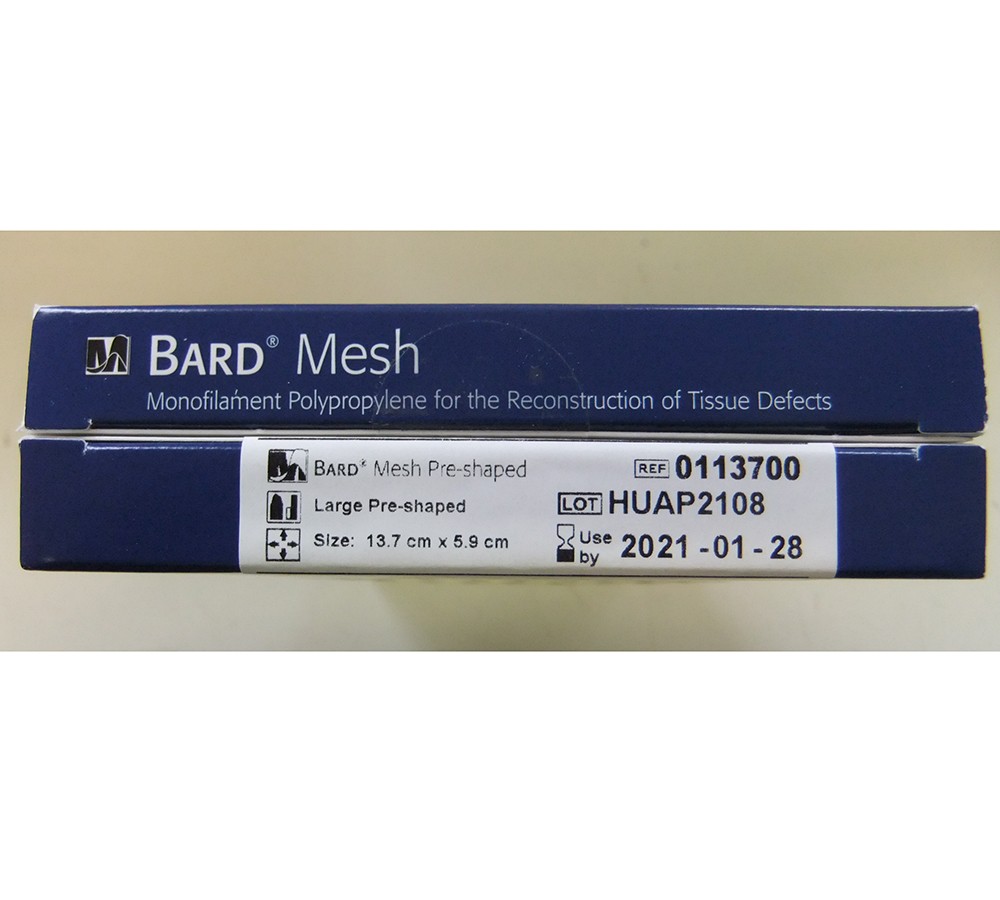 BARD® Mesh
Monofilament Polypropylene for the Reconstruction of Tissue Defects
BARD® Mesh Pre-shaped
REF 0113700
Large Pre-shaped
LOT HUAP2108
Size: 13.7 cm x 5.9 cm
Use by 2021-01-28